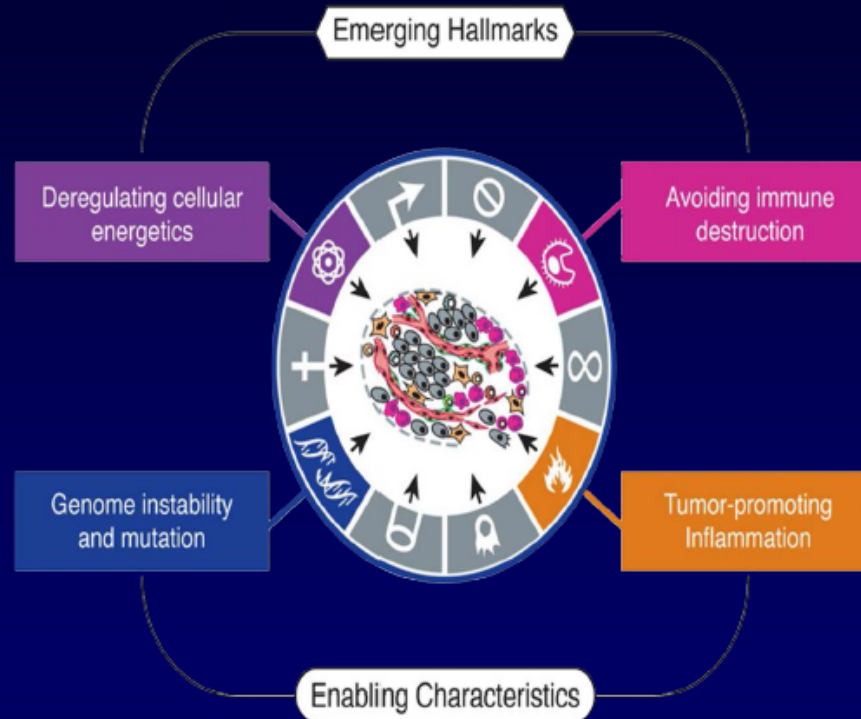 Emerging Hallmarks
Deregulating cellular
energetics
Avoiding immune
destruction
Genome instability
and mutation
Tumor-promoting
Inflammation
Enabling Characteristics